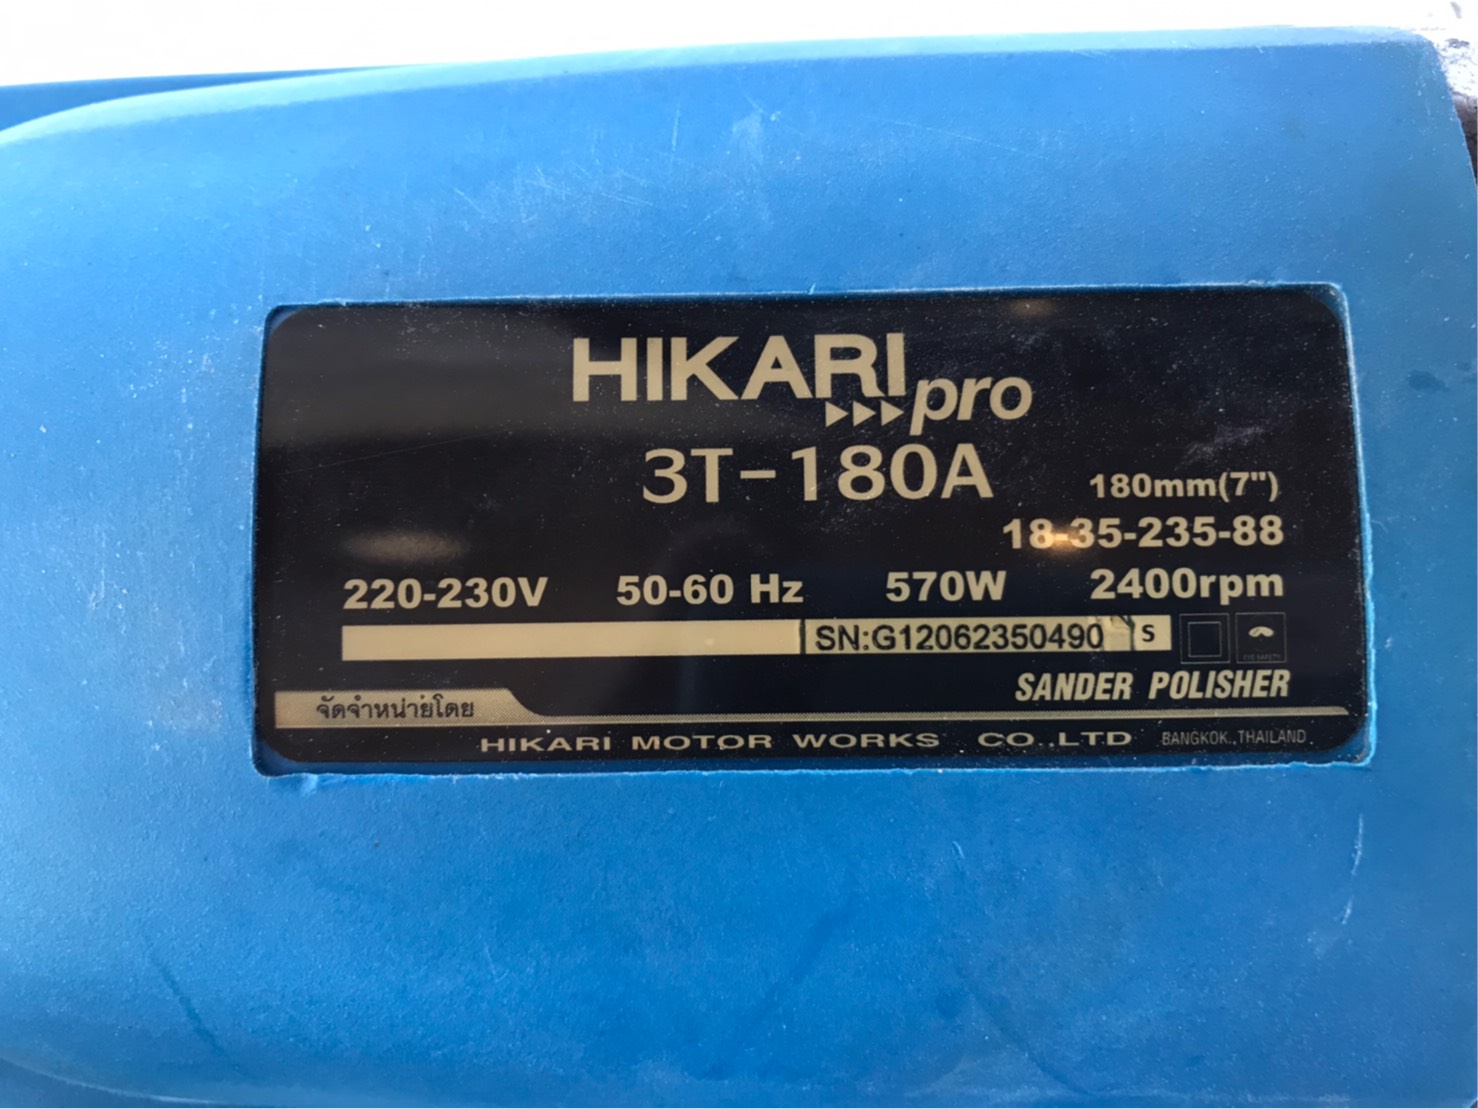 HIKARI pro
3T-180A
180mm(7")
18-35-235-88
220-230V 50-60 Hz 570W 2400rpm
SN:G12062350490 S
SANDER POLISHER
จัดจำหน่ายโดย
HIKARI MOTOR WORKS CO.,LTD BANGKOK.,THAILAND.